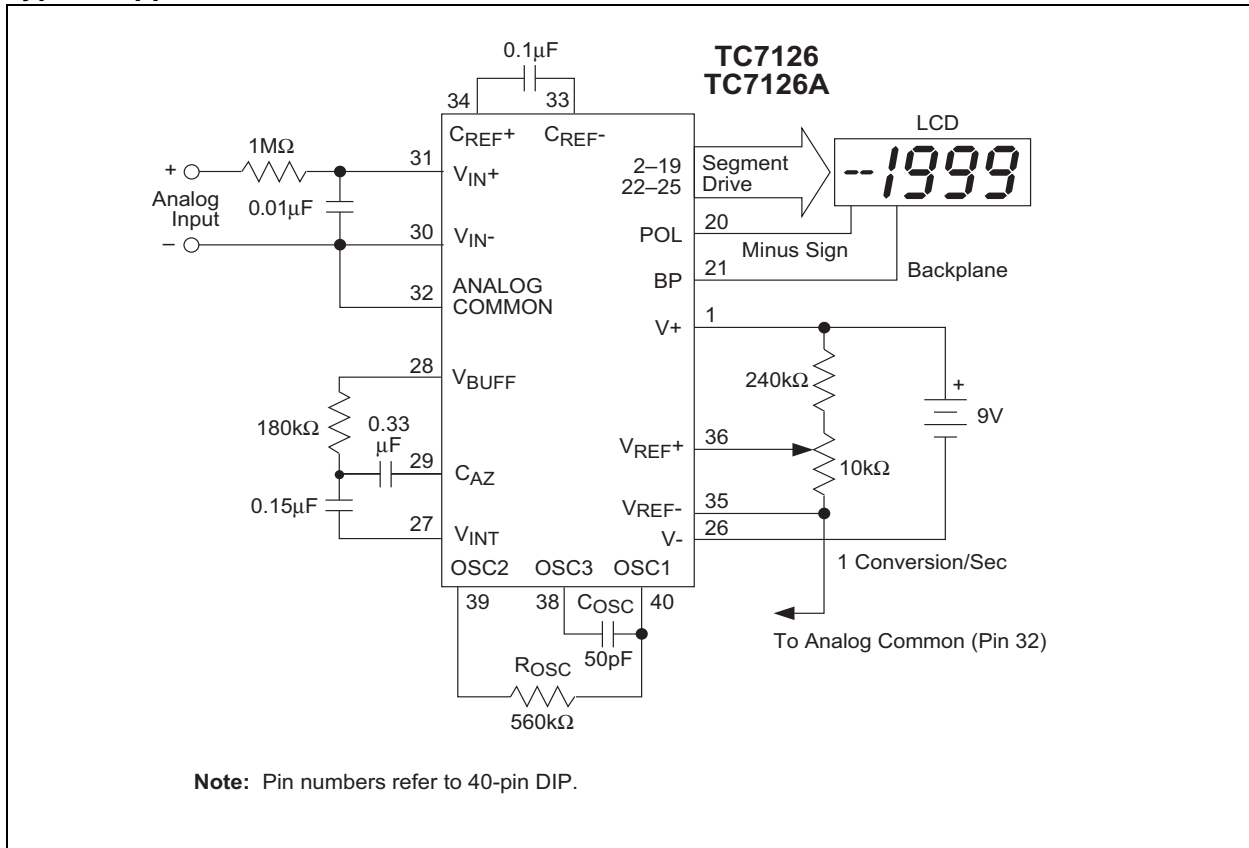 TC7126
TC7126A
0.1μF
34
33
CREF+
CREF-
LCD
1MΩ
31
VIN+
+
Analog
Input
–
0.01μF
30
VIN-
32
ANALOG
COMMON
2–19
22–25
Segment
Drive
--1999
POL
20
Minus Sign
BP
21
Backplane
V+
1
28
VBUFF
180kΩ
0.33
μF
29
CAZ
0.15μF
27
VINT
240kΩ
+
9V
VREF+
36
10kΩ
VREF-
35
V-
26
1 Conversion/Sec
OSC2
OSC3
OSC1
39
38
COSC
40
50pF
To Analog Common (Pin 32)
ROSC
560kΩ
Note: Pin numbers refer to 40-pin DIP.